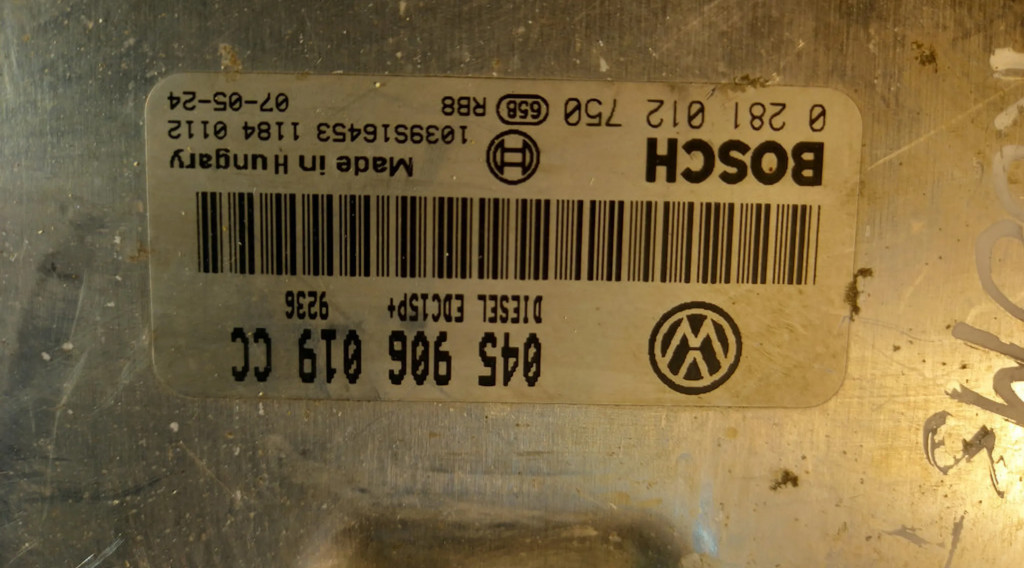 045 906 019 CC
DIESEL EDC15P+ 9236
BOSCH
Made in Hungary
1039S16453 1184 0112
0 281 012 750 65B RB8 07-05-24